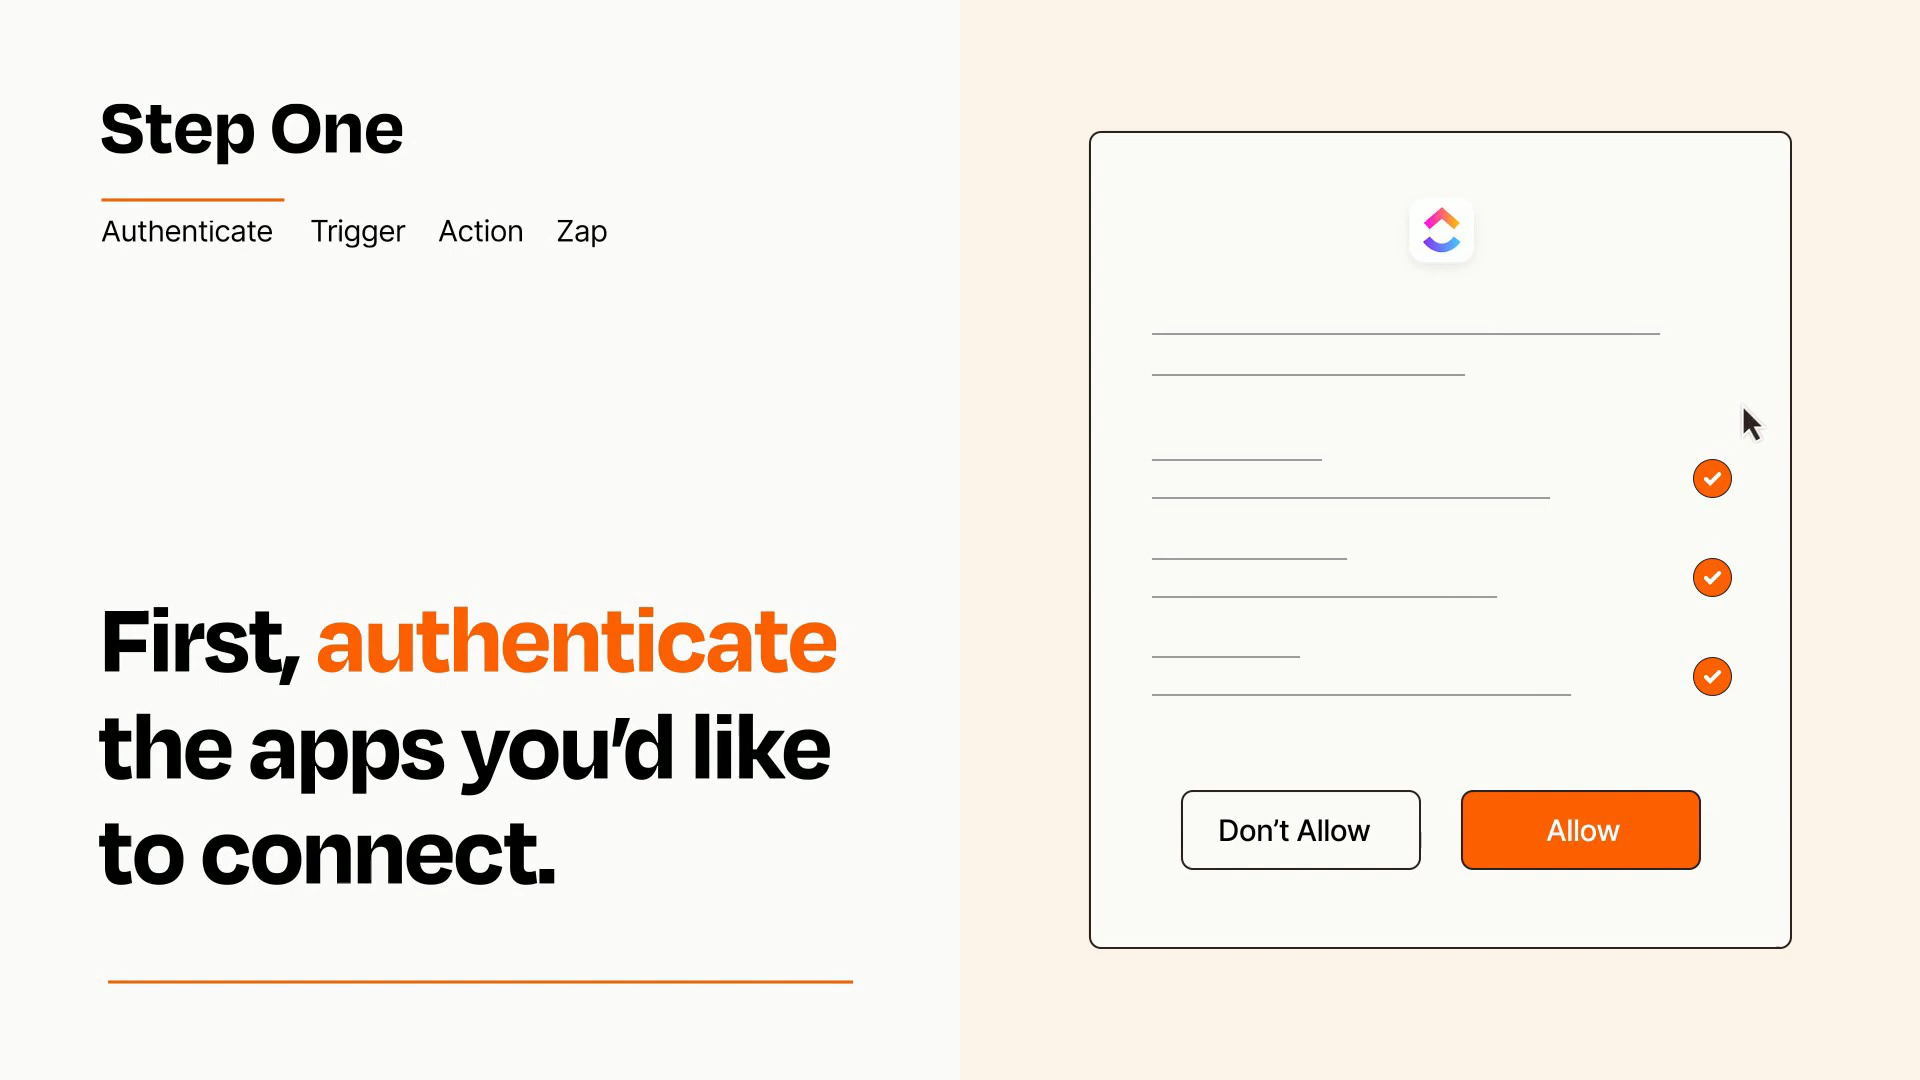 Step One
Authenticate Trigger Action Zap
First, authenticate
the apps you’d like
to connect.
Don’t Allow
Allow